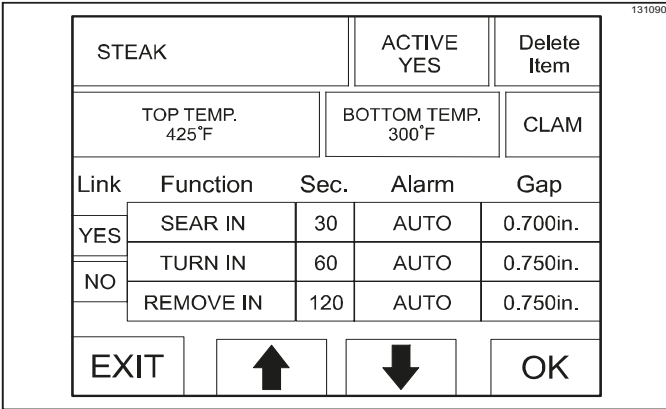 131090
STEAK
ACTIVE
YES
Delete
Item
TOP TEMP.
425°F
BOTTOM TEMP.
300°F
CLAM
Link Function Sec. Alarm Gap
YES
SEAR IN 30 AUTO 0.700in.
TURN IN 60 AUTO 0.750in.
NO
REMOVE IN 120 AUTO 0.750in.
EXIT
OK